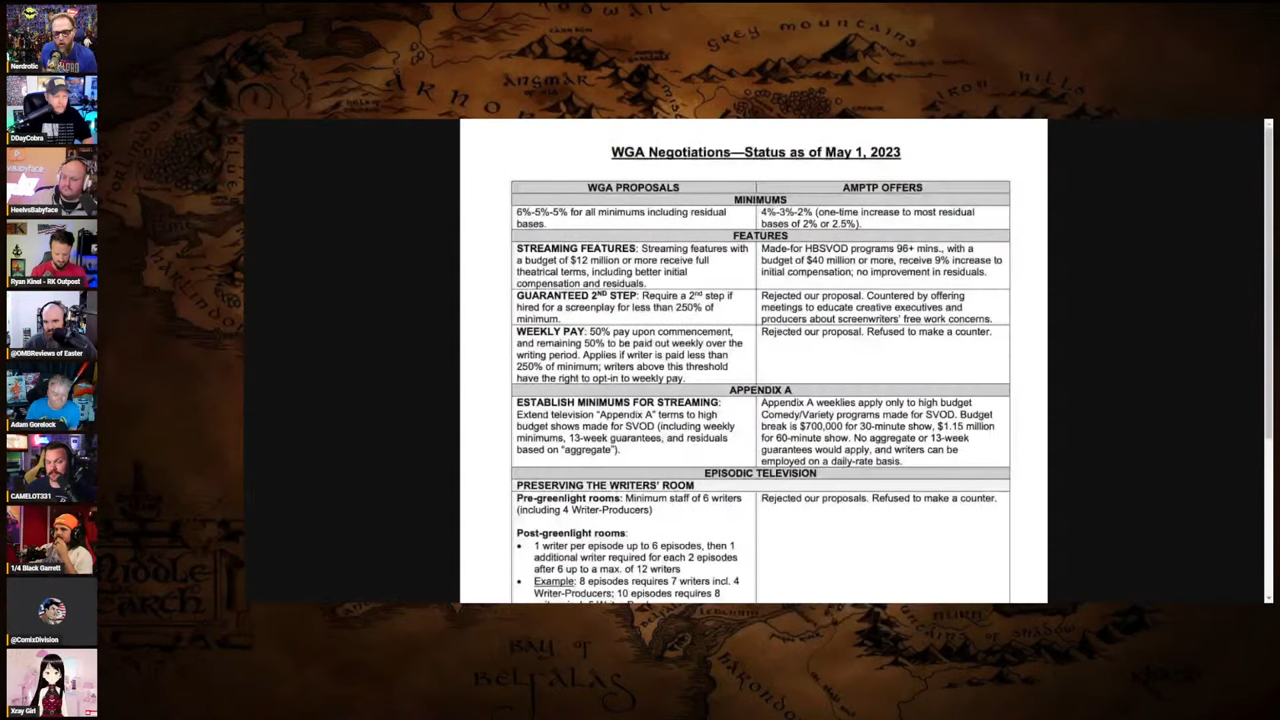 Nerdrotic
DDayCobra
HeelvsBabyface
Ryan Kinel - RK Outpost
@OMBReviews of Easter
Adam Gorelock
CAMELOT331
1/4 Black Garrett
@ComixDivision
Xray Girl
GREY MOUNTAINS
ANGMAR
ARNO
IRON HILLS
WGA Negotiations—Status as of May 1, 2023
WGA PROPOSALS
AMPTP OFFERS
MINIMUMS
6%-5%-5% for all minimums including residual
bases.
4%-3%-2% (one-time increase to most residual
bases of 2% or 2.5%).
FEATURES
STREAMING FEATURES: Streaming features with
a budget of $12 million or more receive full
theatrical terms, including better initial
compensation and residuals.
Made-for HBSVOD programs 96+ mins., with a
budget of $40 million or more, receive 9% increase to
initial compensation; no improvement in residuals.
GUARANTEED 2ND STEP: Require a 2nd step if
hired for a screenplay for less than 250% of
minimum.
Rejected our proposal. Countered by offering
meetings to educate creative executives and
producers about screenwriters' free work concerns.
WEEKLY PAY: 50% pay upon commencement,
and remaining 50% to be paid out weekly over the
writing period. Applies if writer is paid less than
250% of minimum; writers above this threshold
have the right to opt-in to weekly pay.
Rejected our proposal. Refused to make a counter.
APPENDIX A
ESTABLISH MINIMUMS FOR STREAMING:
Extend television "Appendix A" terms to high
budget shows made for SVOD (including weekly
minimums, 13-week guarantees, and residuals
based on "aggregate").
Appendix A weeklies apply only to high budget
Comedy/Variety programs made for SVOD. Budget
break is $700,000 for 30-minute show, $1.15 million
for 60-minute show. No aggregate or 13-week
guarantees would apply, and writers can be
employed on a daily-rate basis.
EPISODIC TELEVISION
PRESERVING THE WRITERS' ROOM
Pre-greenlight rooms: Minimum staff of 6 writers
(including 4 Writer-Producers)
Rejected our proposals. Refused to make a counter.
Post-greenlight rooms:
• 1 writer per episode up to 6 episodes, then 1
additional writer required for each 2 episodes
after 6 up to a max. of 12 writers
• Example: 8 episodes requires 7 writers incl. 4
Writer-Producers; 10 episodes requires 8
MIDDLE
EARTH
BAY OF
BELFALAS